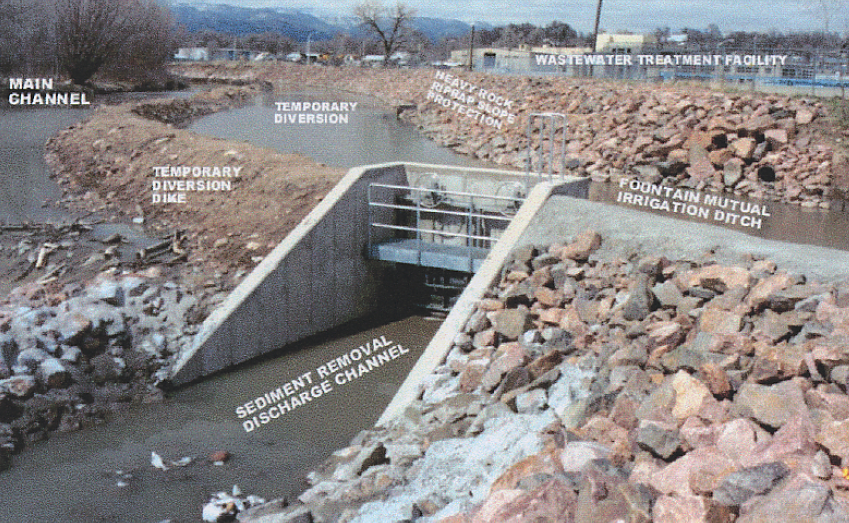 WASTEWATER TREATMENT FACILITY
MAIN
CHANNEL
TEMPORARY
DIVERSION
HEAVY ROCK
RIPRAP SLOPE
PROTECTION
TEMPORARY
DIVERSION
DIKE
FOUNTAIN MUTUAL
IRRIGATION DITCH
SEDIMENT REMOVAL
DISCHARGE CHANNEL